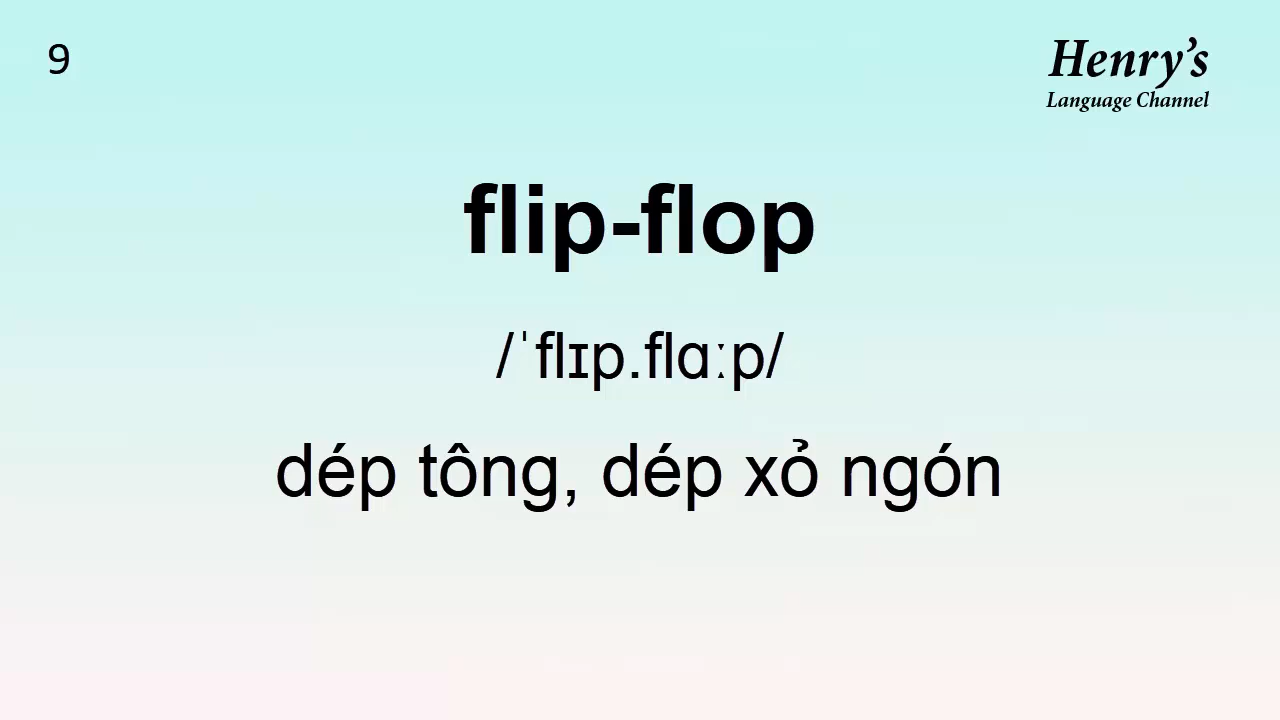 9
Henry’s
Language Channel
flip-flop
/ˈflɪp.flɑːp/
dép tông, dép xỏ ngón